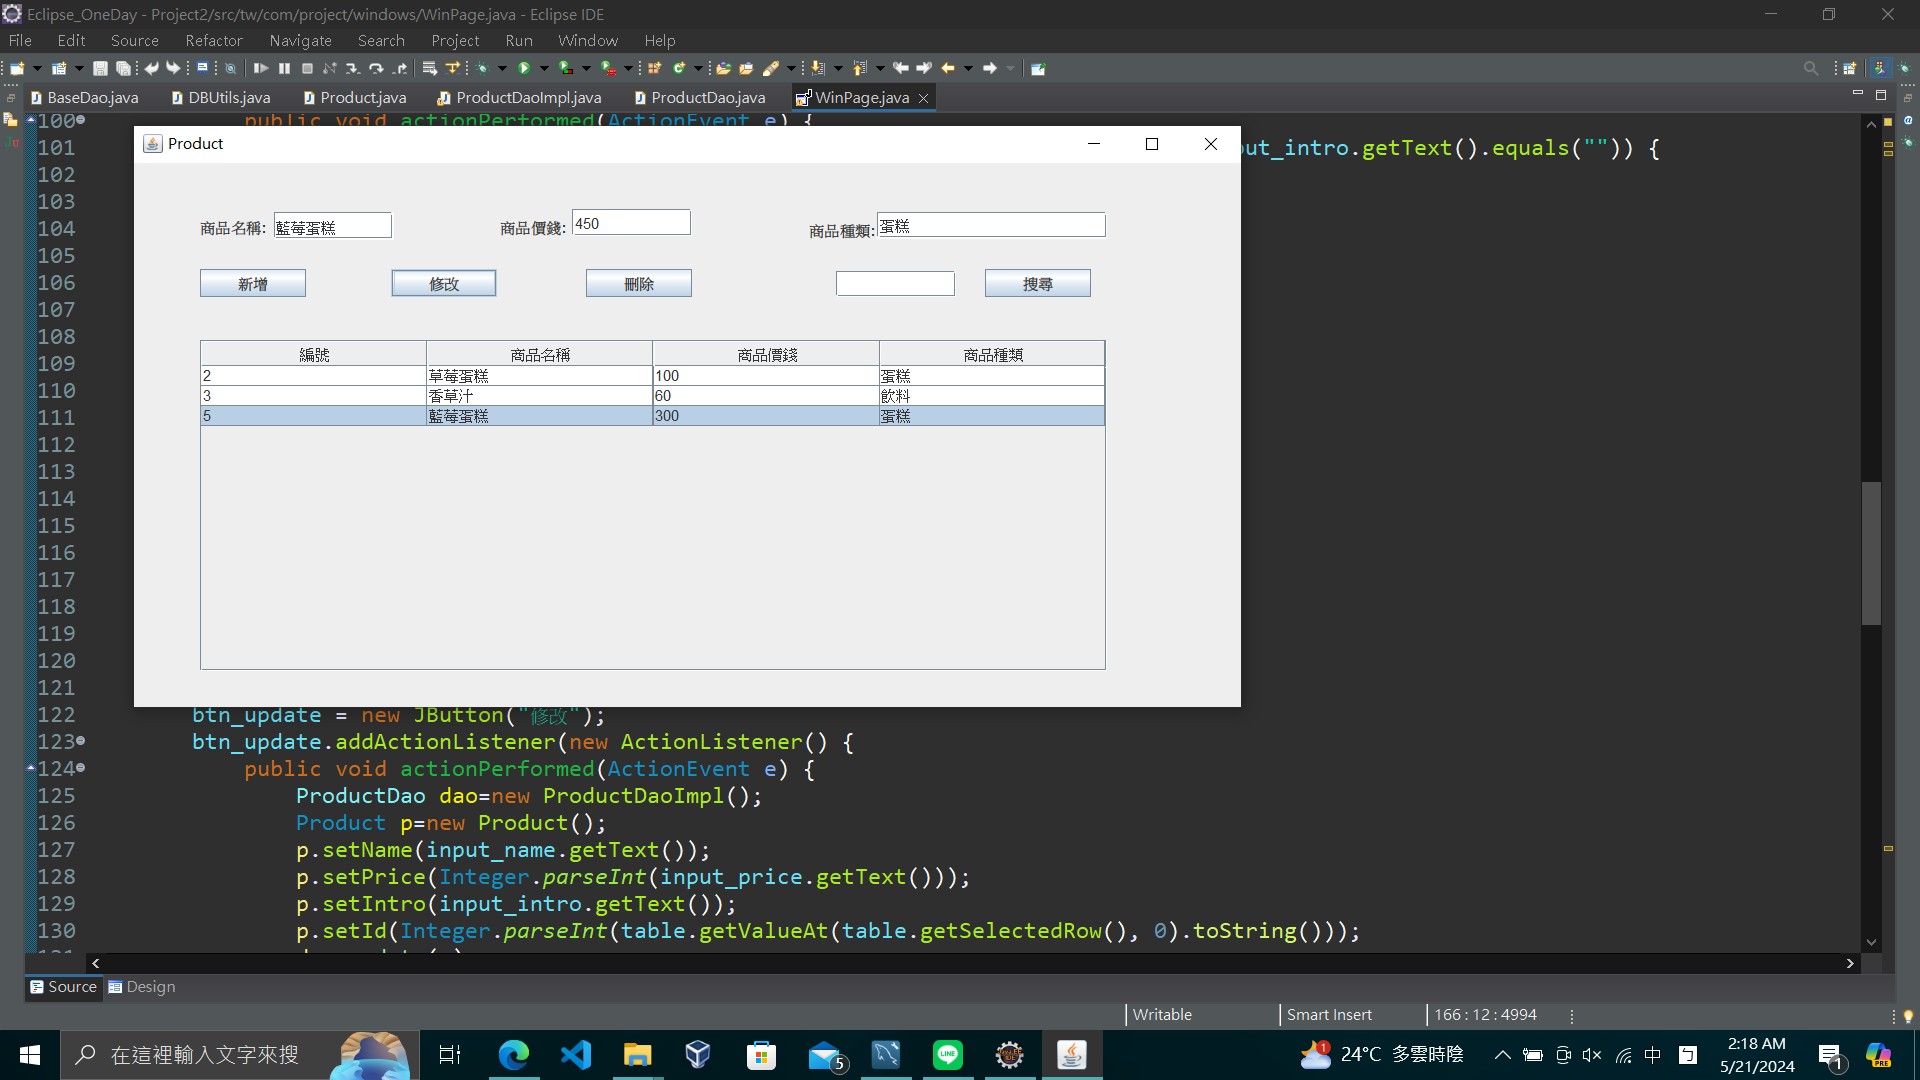 Eclipse_OneDay - Project2/src/tw/com/project/windows/WinPage.java - Eclipse IDE
File Edit Source Refactor Navigate Search Project Run Window Help
BaseDao.java DBUtils.java Product.java ProductDaoImpl.java ProductDao.java WinPage.java
100 public void actionPerformed(ActionEvent e) {
Product
101 put_intro.getText().equals("")) {
102
103
商品名稱: 藍莓蛋糕 商品價錢: 450 商品種類: 蛋糕
104
105
新增 修改 刪除 搜尋
106
107
108
編號 商品名稱 商品價錢 商品種類
109
2 草莓蛋糕 100 蛋糕
110
3 香草汁 60 飲料
111
5 藍莓蛋糕 300 蛋糕
112
113
114
115
116
117
118
119
120
121
122 btn_update = new JButton("修改");
123 btn_update.addActionListener(new ActionListener() {
124 public void actionPerformed(ActionEvent e) {
125 ProductDao dao=new ProductDaoImpl();
126 Product p=new Product();
127 p.setName(input_name.getText());
128 p.setPrice(Integer.parseInt(input_price.getText()));
129 p.setIntro(input_intro.getText());
130 p.setId(Integer.parseInt(table.getValueAt(table.getSelectedRow(), 0).toString()));
Source Design
Writable Smart Insert 166 : 12 : 4994
在這裡輸入文字來搜 5 LINE 1 24°C 多雲時陰 中 ㄅ 2:18 AM 1 PRE
5/21/2024